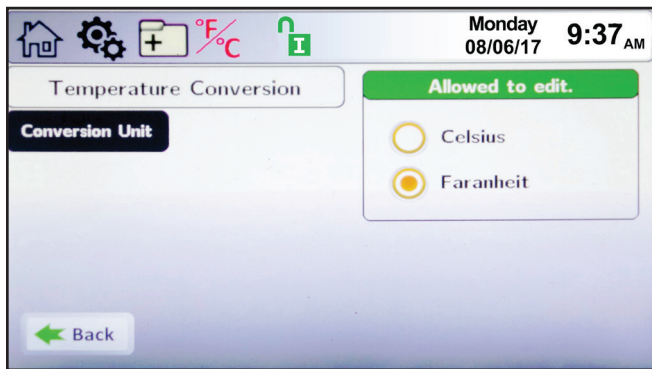 °F/°C
I
Monday
08/06/17
9:37 AM
Temperature Conversion
Allowed to edit.
Conversion Unit
Celsius
Faranheit
Back